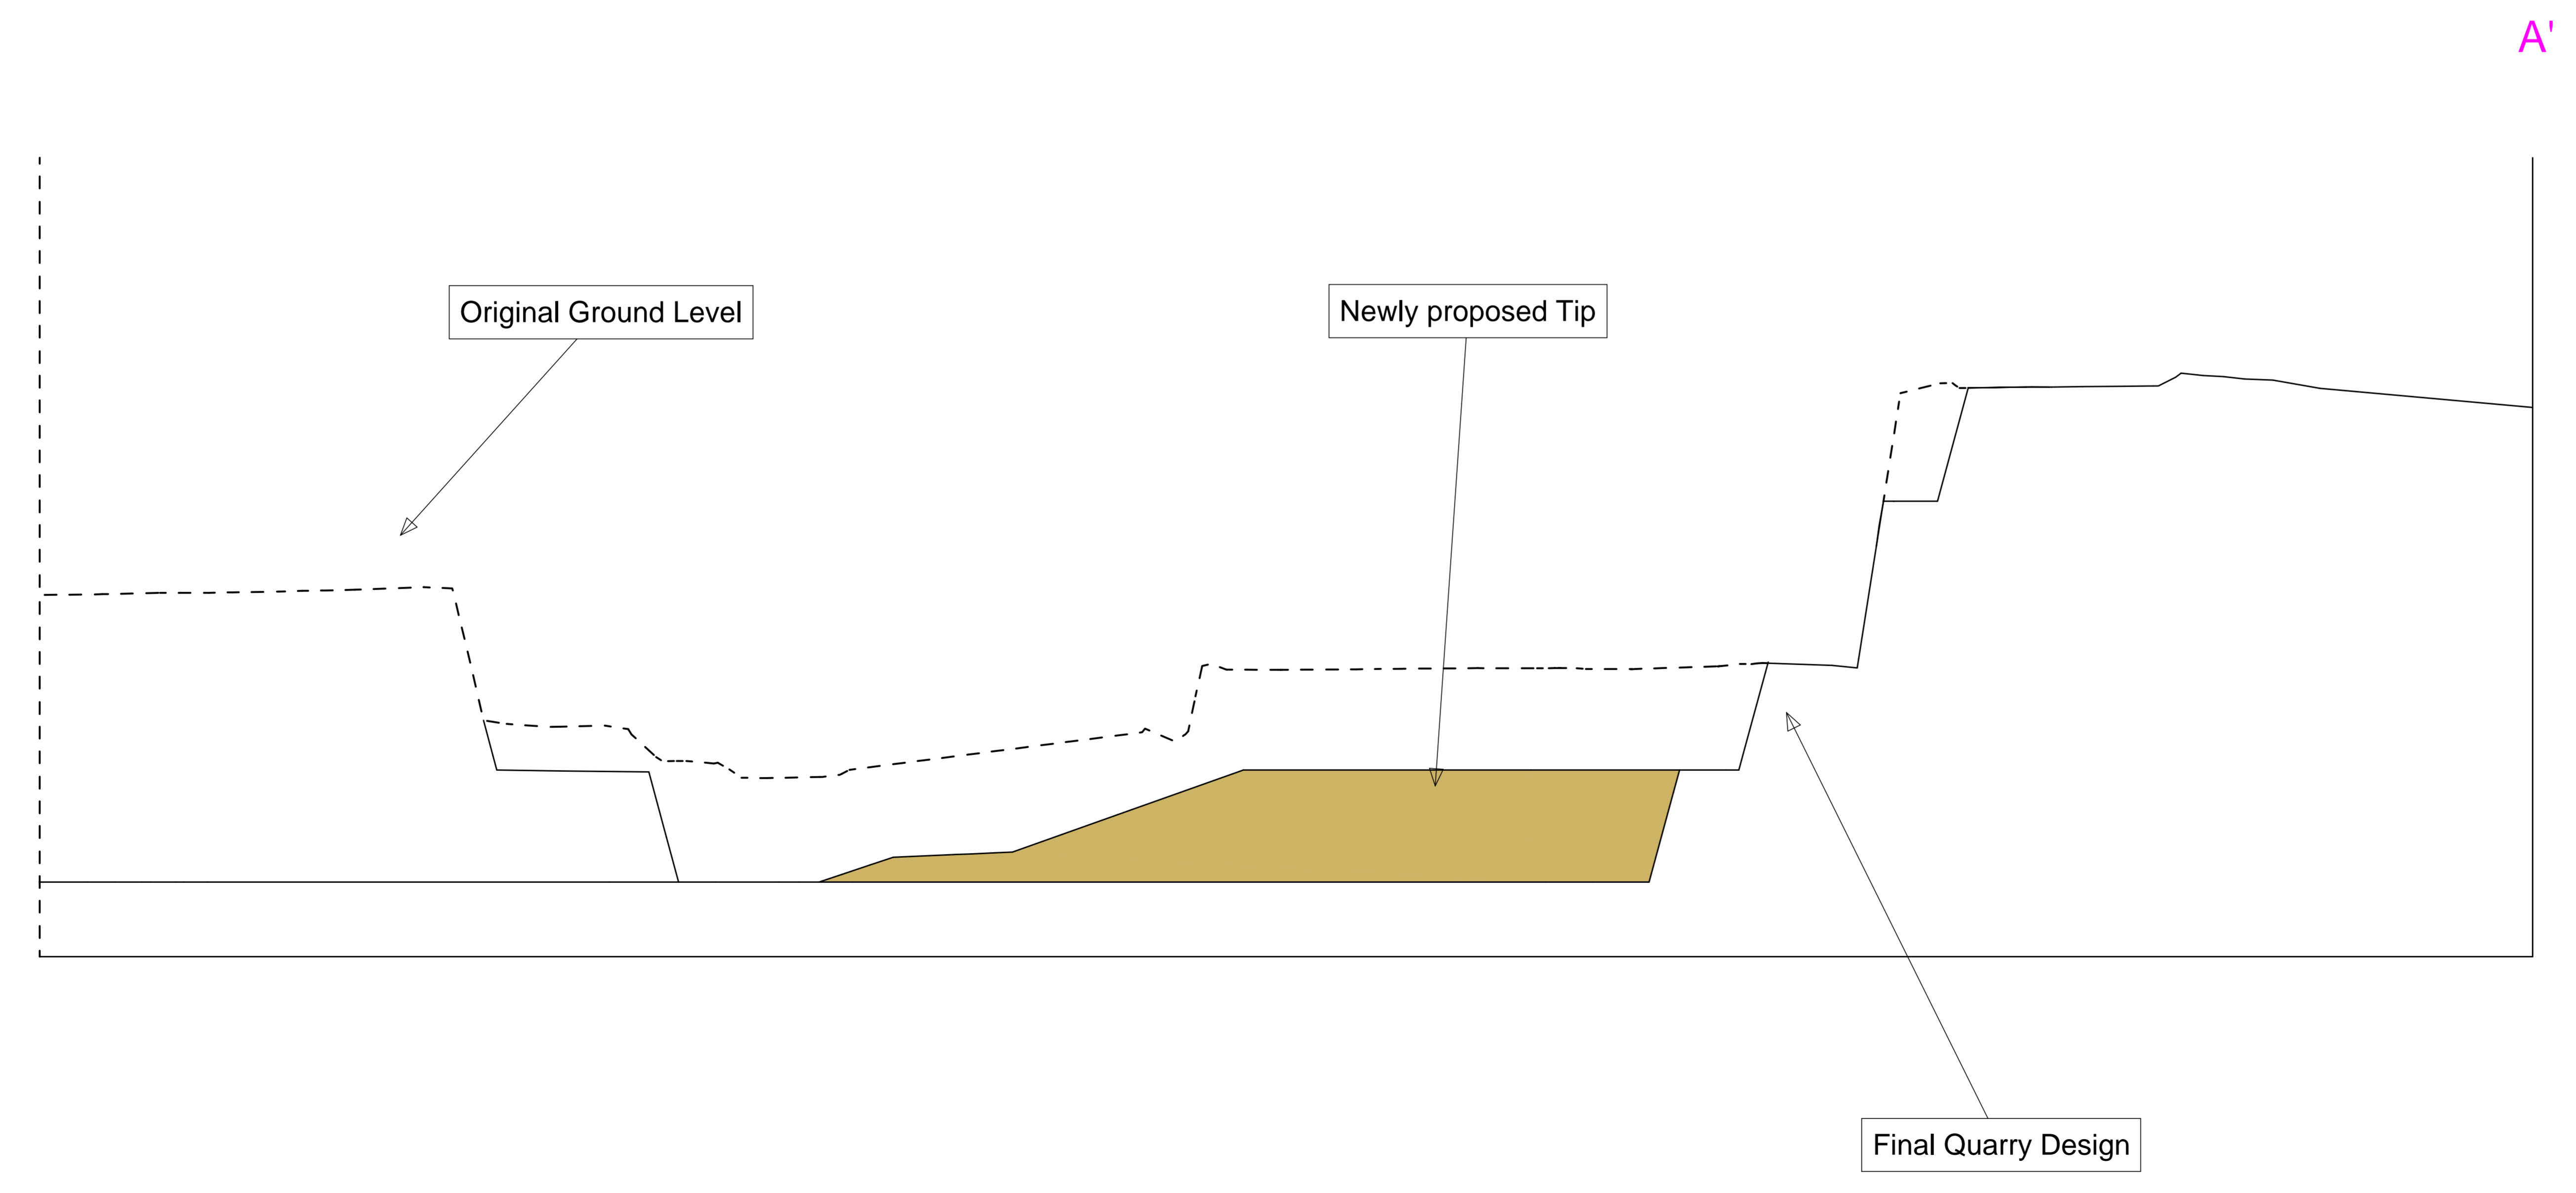 A'
Original Ground Level
Newly proposed Tip
Final Quarry Design